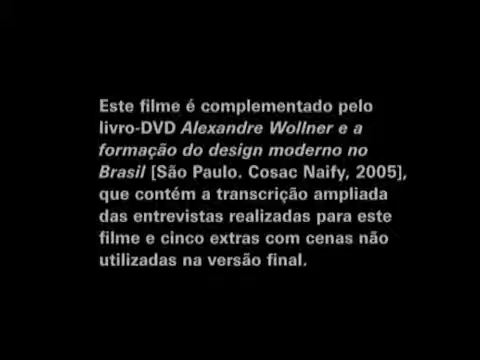 Este filme é complementado pelo
livro-DVD Alexandre Wollner e a
formação do design moderno no
Brasil [São Paulo. Cosac Naify, 2005],
que contém a transcrição ampliada
das entrevistas realizadas para este
filme e cinco extras com cenas não
utilizadas na versão final.